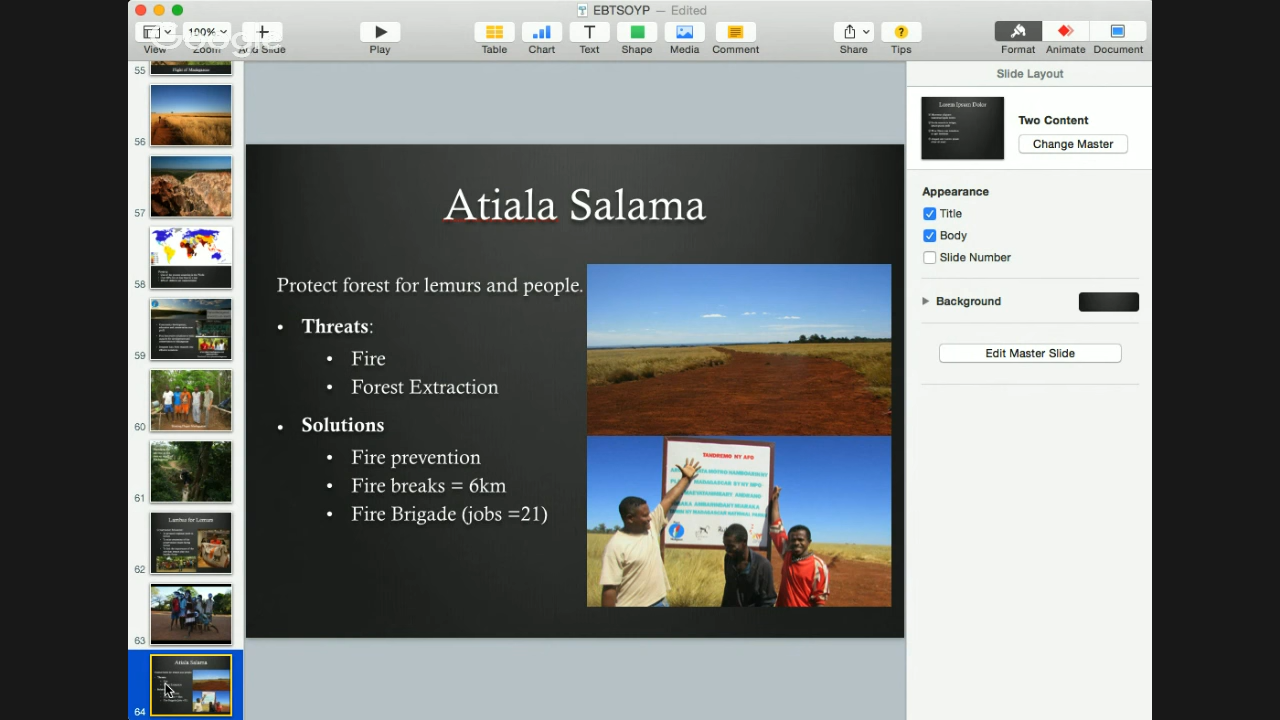 EBTSOYP — Edited
Google
View 100% Zoom Add Slide Play Table Chart Text Shape Media Comment Share Tips Format Animate Document
Slide Layout
Two Content
Change Master
Appearance
Title
Body
Slide Number
Background
Edit Master Slide
55
56
57
58
59
60
61
62
63
64
Lambas for Lemurs
Atiala Salama
Atiala Salama
Protect forest for lemurs and people.
• Threats:
• Fire
• Forest Extraction
• Solutions
• Fire prevention
• Fire breaks = 6km
• Fire Brigade (jobs =21)
TANDREMO NY AFO